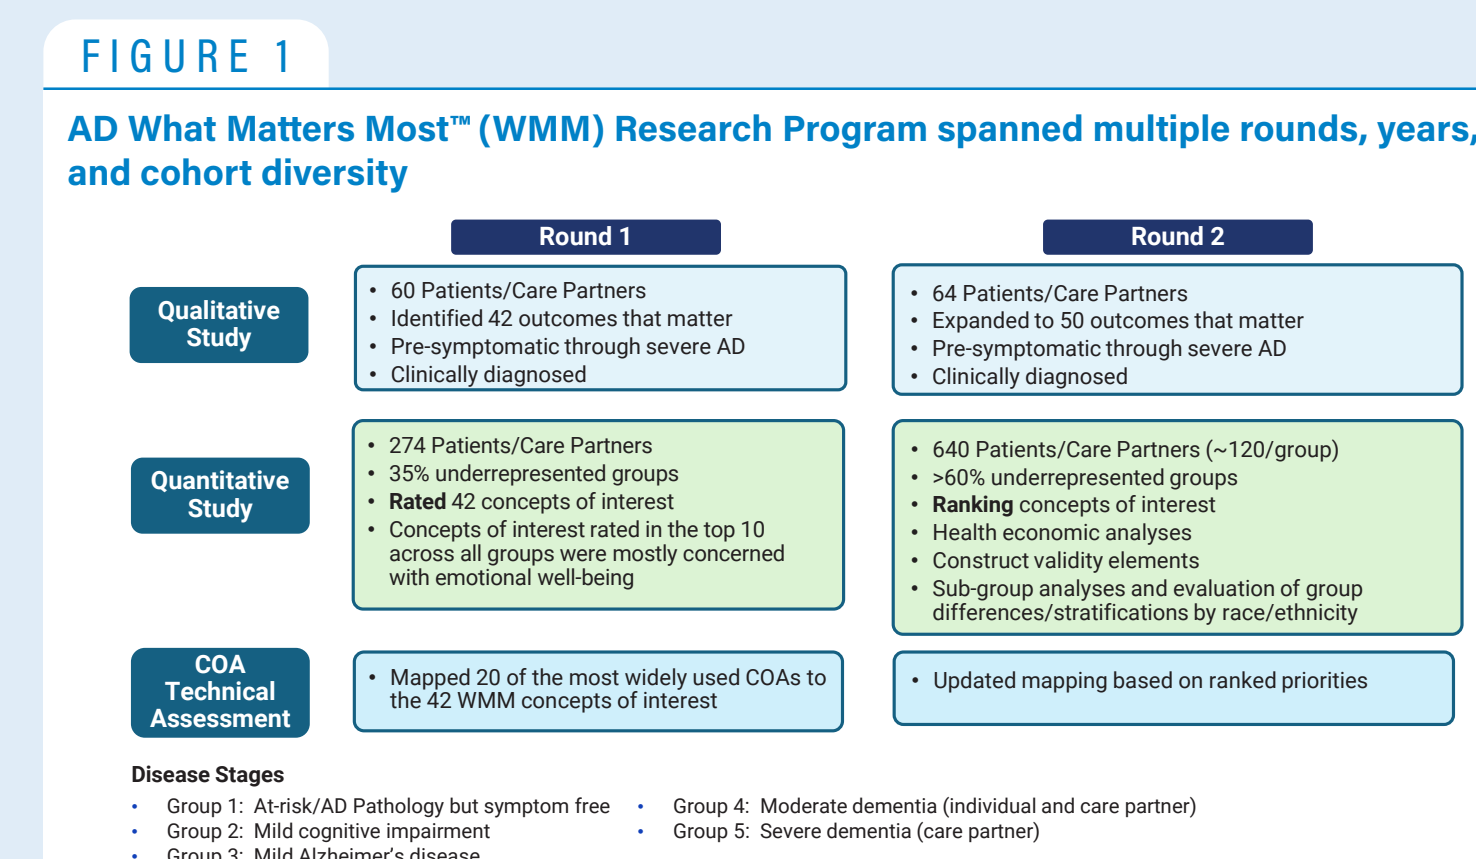 FIGURE 1
AD What Matters Most™ (WMM) Research Program spanned multiple rounds, years,
and cohort diversity
Round 1
Round 2
Qualitative
Study
• 60 Patients/Care Partners
• Identified 42 outcomes that matter
• Pre-symptomatic through severe AD
• Clinically diagnosed
• 64 Patients/Care Partners
• Expanded to 50 outcomes that matter
• Pre-symptomatic through severe AD
• Clinically diagnosed
Quantitative
Study
• 274 Patients/Care Partners
• 35% underrepresented groups
• Rated 42 concepts of interest
• Concepts of interest rated in the top 10
across all groups were mostly concerned
with emotional well-being
• 640 Patients/Care Partners (~120/group)
• >60% underrepresented groups
• Ranking concepts of interest
• Health economic analyses
• Construct validity elements
• Sub-group analyses and evaluation of group
differences/stratifications by race/ethnicity
COA
Technical
Assessment
• Mapped 20 of the most widely used COAs to
the 42 WMM concepts of interest
• Updated mapping based on ranked priorities
Disease Stages
• Group 1: At-risk/AD Pathology but symptom free
• Group 2: Mild cognitive impairment
• Group 3: Mild Alzheimer's disease
• Group 4: Moderate dementia (individual and care partner)
• Group 5: Severe dementia (care partner)